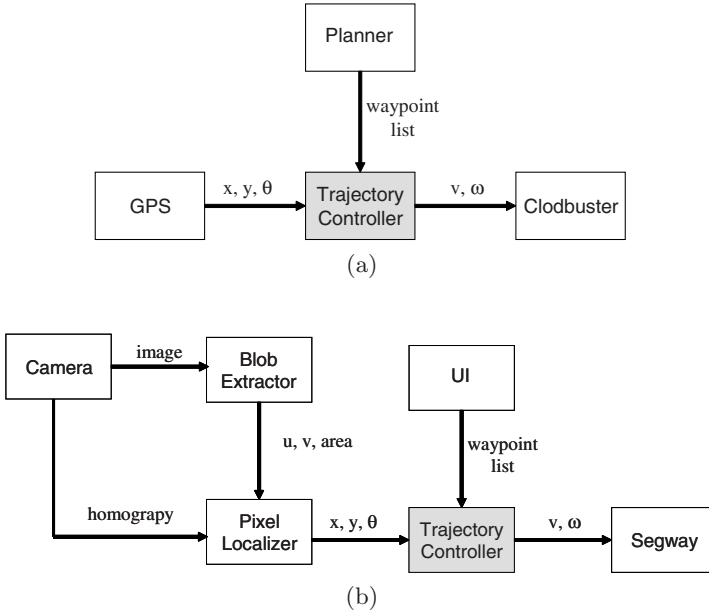 Planner
waypoint
list
x, y, θ
v, ω
GPS
Trajectory
Controller
Clodbuster
(a)
Camera
image
Blob
Extractor
UI
u, v, area
waypoint
list
homograpy
Pixel
Localizer
x, y, θ
Trajectory
Controller
v, ω
Segway
(b)